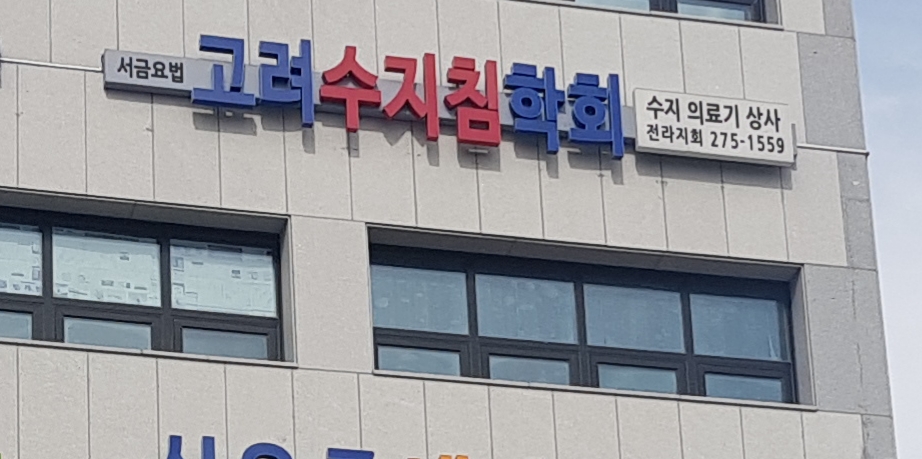 서금요법
고려수지침학회
수지 의료기 상사
전라지회 275-1559